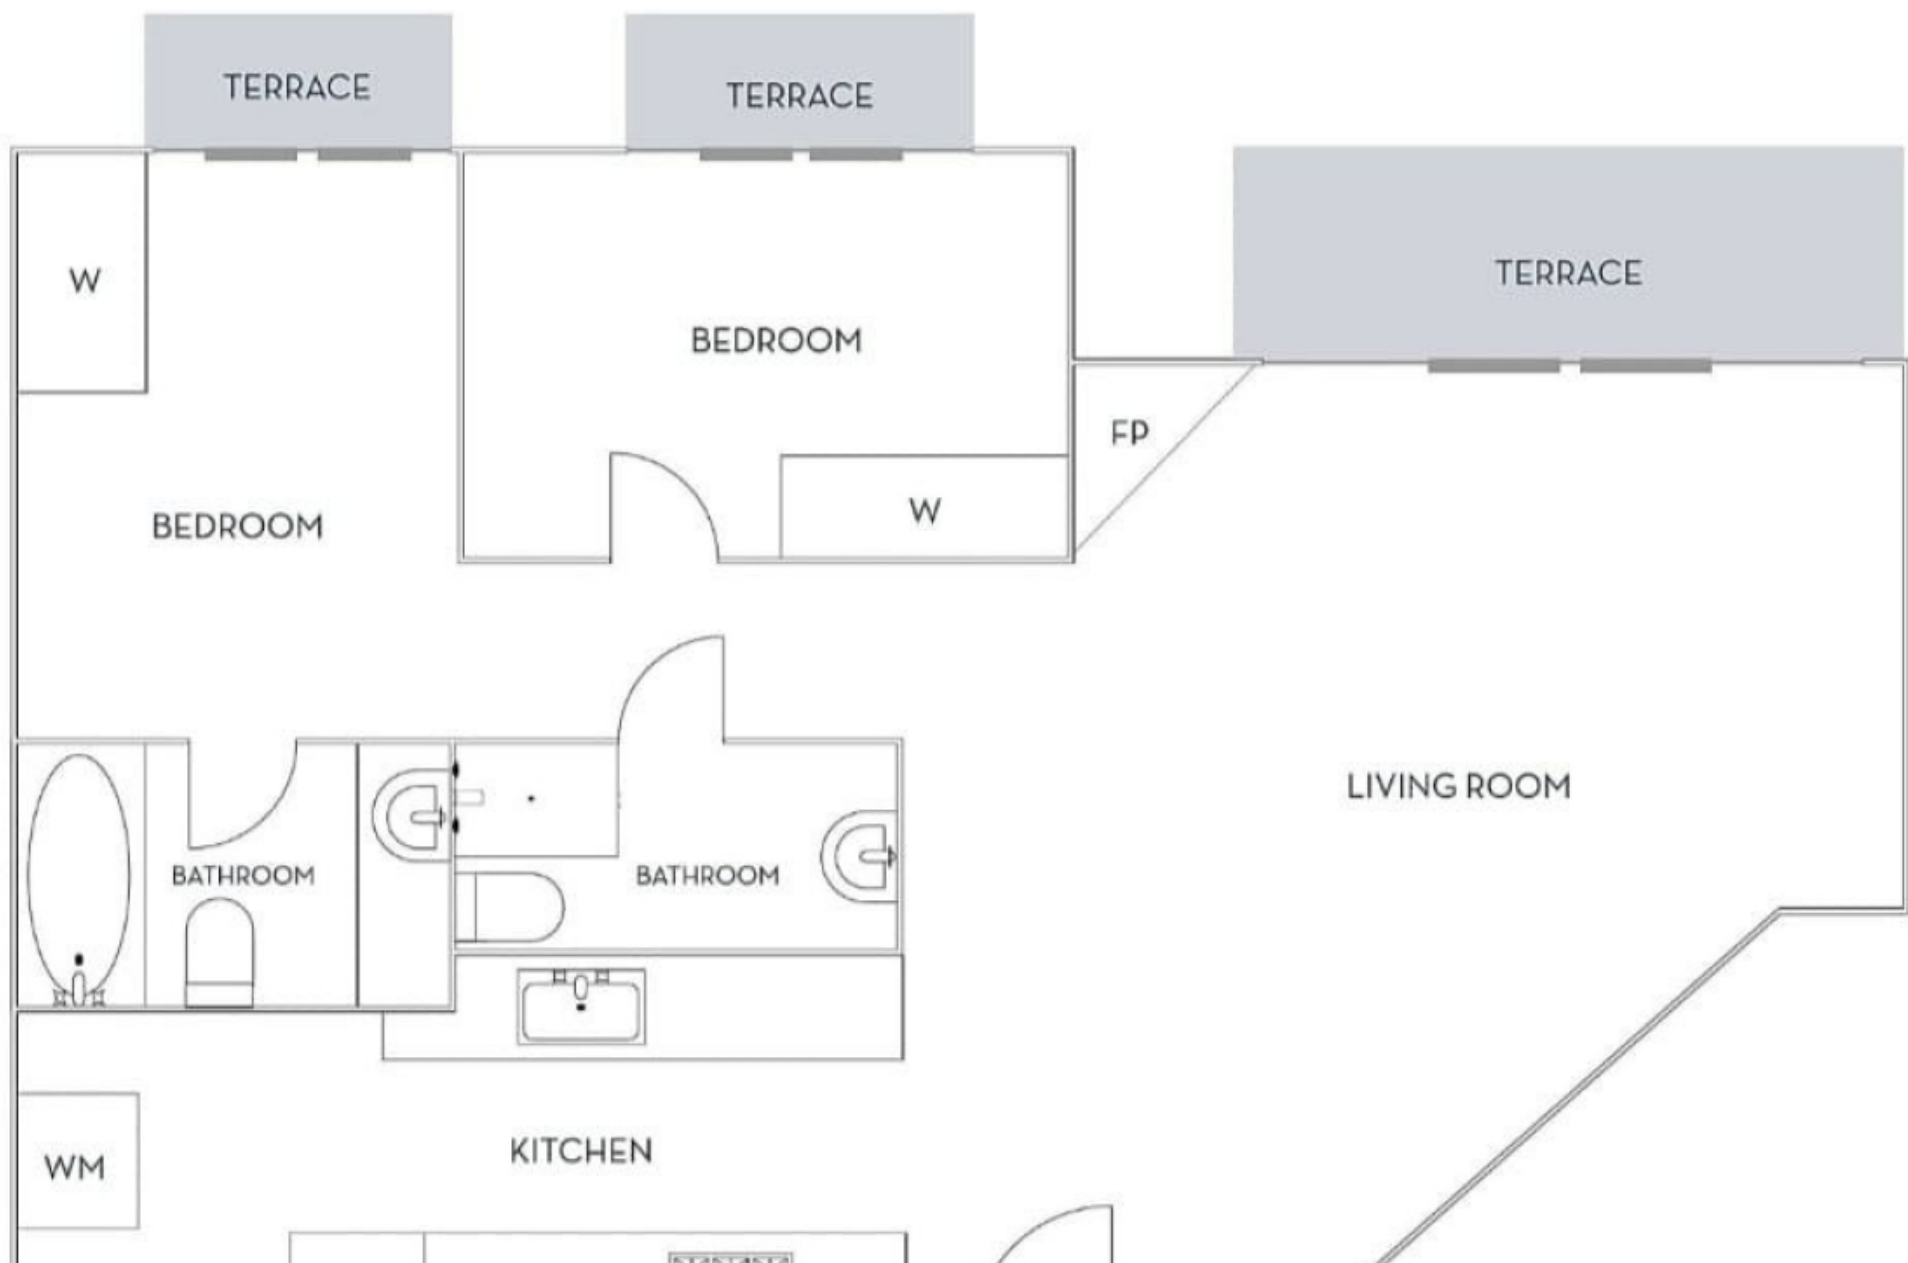 TERRACE
TERRACE
TERRACE
W
BEDROOM
FP
W
BEDROOM
LIVING ROOM
BATHROOM
BATHROOM
KITCHEN
WM